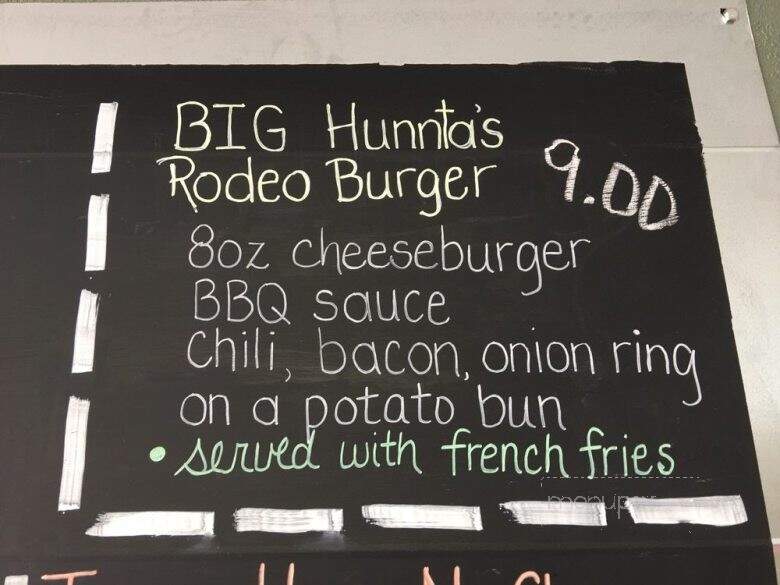 BIG Hunnta's
Rodeo Burger 9.00
8oz cheeseburger
BBQ sauce
Chili, bacon, onion ring
on a potato bun
• served with french fries